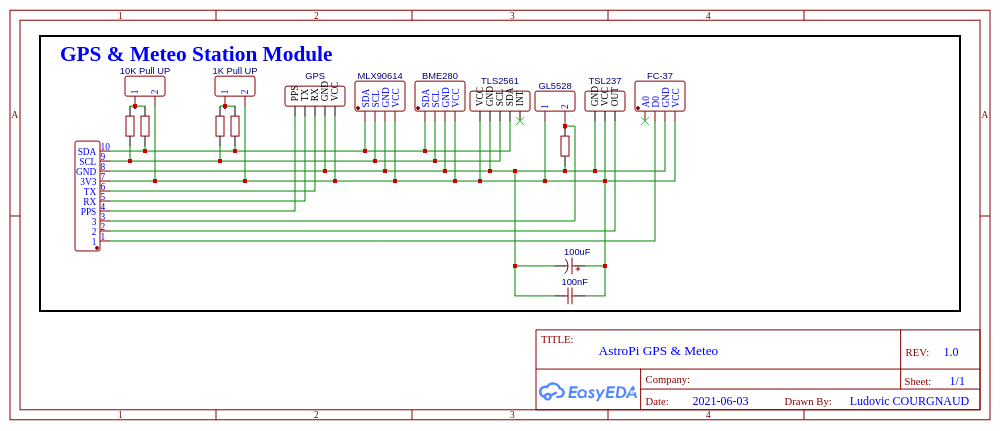 1 2 3 4
A A
GPS & Meteo Station Module
10K Pull UP 1K Pull UP GPS MLX90614 BME280 TLS2561 GL5528 TSL237 FC-37
1 2 1 2 PPS TX RX GND VCC SDA SCL GND VCC SDA SCL GND VCC VCC GND SCL SDA INT 1 2 GND VCC OUT A0 D0 GND VCC
SDA 10
SCL 9
GND 8
3V3 7
TX 6
RX 5
PPS 4
3 3
2 2
1 1
100uF
100nF
TITLE:
AstroPi GPS & Meteo
REV: 1.0
Company:
Sheet: 1/1
EasyEDA
Date: 2021-06-03
Drawn By: Ludovic COURGNAUD
1 2 3 4